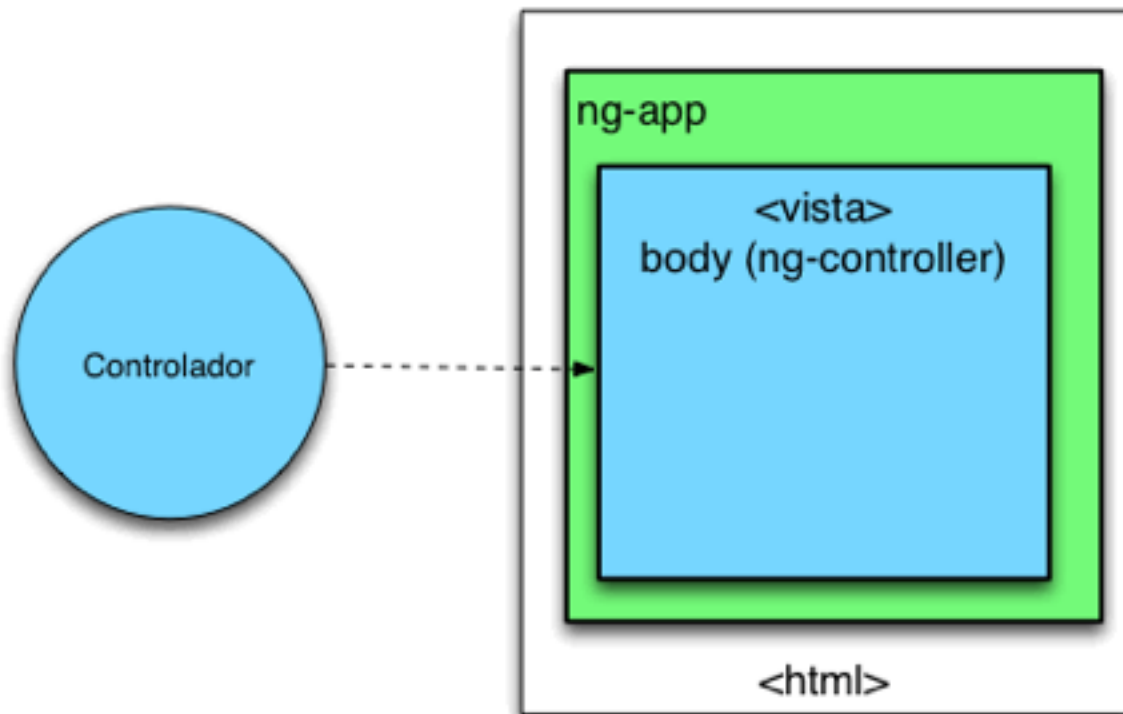 ng-app
<vista>
body (ng-controller)
Controlador
<html>